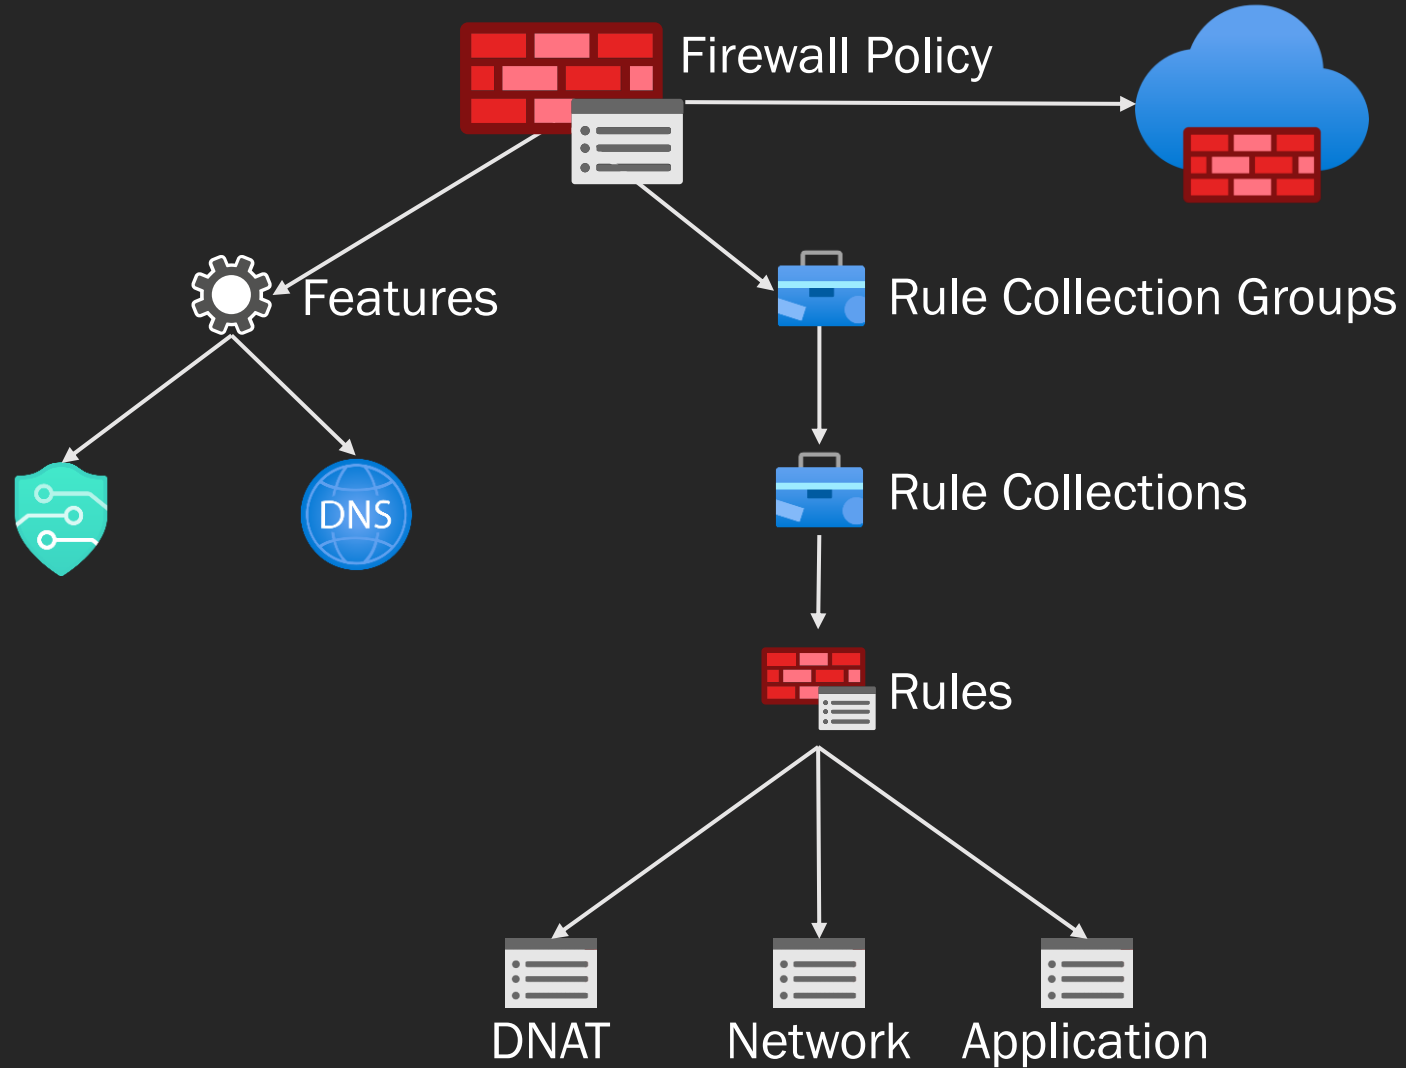 Firewall Policy
Features
Rule Collection Groups
DNS
Rule Collections
Rules
DNAT
Network
Application